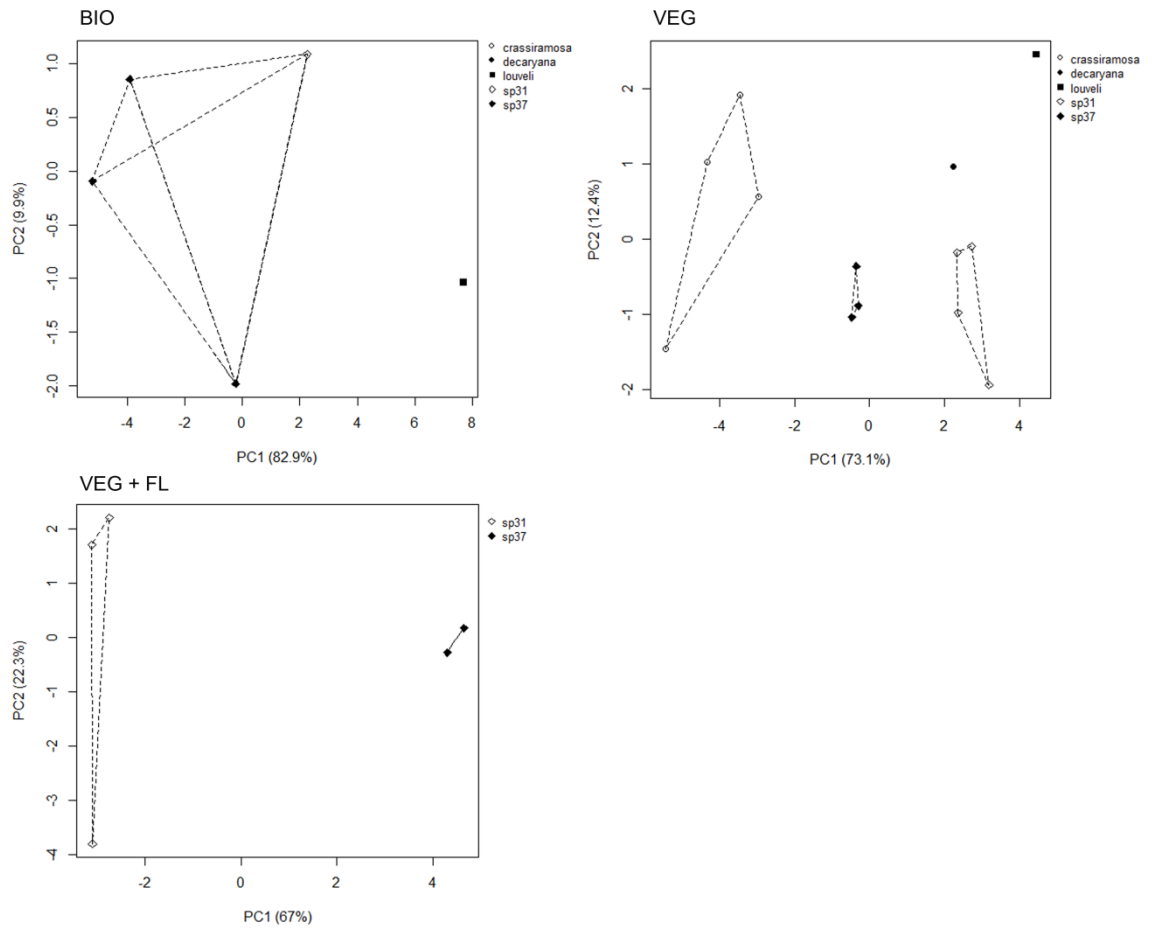 BIO
crassiramosa
decaryana
louveli
sp31
sp37
1.0
0.5
0.0
-0.5
-1.0
-1.5
-2.0
PC2 (9.9%)
-4 -2 0 2 4 6 8
PC1 (82.9%)
VEG
crassiramosa
decaryana
louveli
sp31
sp37
2
1
0
-1
-2
PC2 (12.4%)
-4 -2 0 2 4
PC1 (73.1%)
VEG + FL
sp31
sp37
2
1
0
-1
-2
-3
-4
PC2 (22.3%)
-2 0 2 4
PC1 (67%)